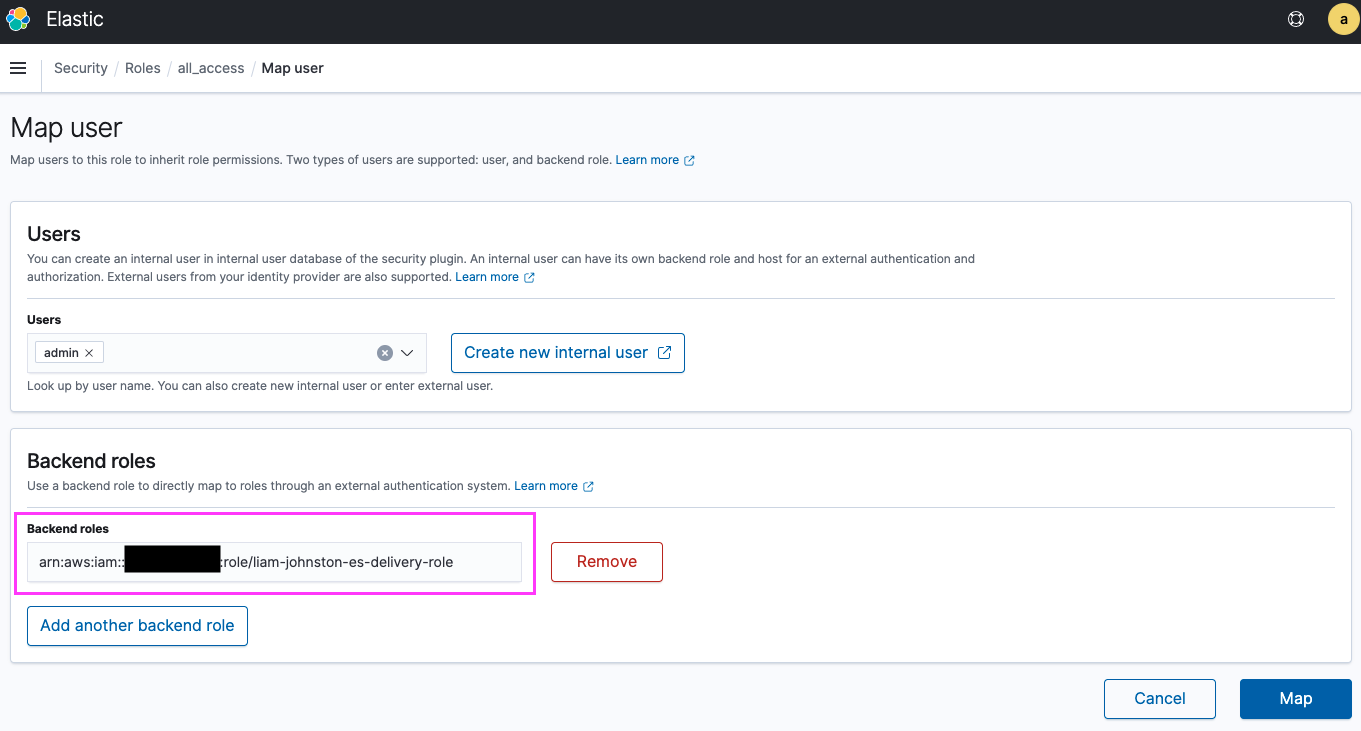 Elastic
a
Security / Roles / all_access / Map user
Map user
Map users to this role to inherit role permissions. Two types of users are supported: user, and backend role. Learn more
Users
You can create an internal user in internal user database of the security plugin. An internal user can have its own backend role and host for an external authentication and
authorization. External users from your identity provider are also supported. Learn more
Users
admin
Create new internal user
Look up by user name. You can also create new internal user or enter external user.
Backend roles
Use a backend role to directly map to roles through an external authentication system. Learn more
Backend roles
arn:aws:iam:: :role/liam-johnston-es-delivery-role
Remove
Add another backend role
Cancel
Map